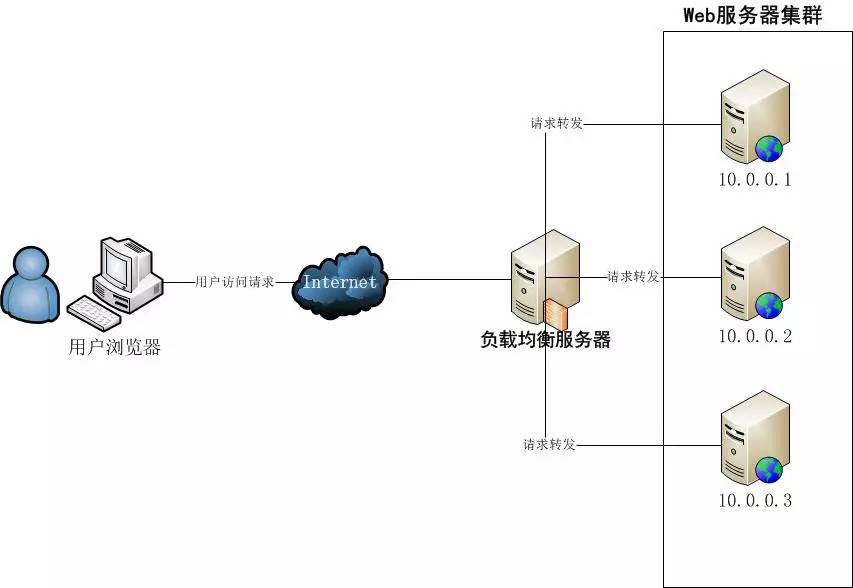 Web服务器集群
请求转发
10.0.0.1
用户访问请求
Internet
请求转发
10.0.0.2
用户浏览器
负载均衡服务器
请求转发
10.0.0.3